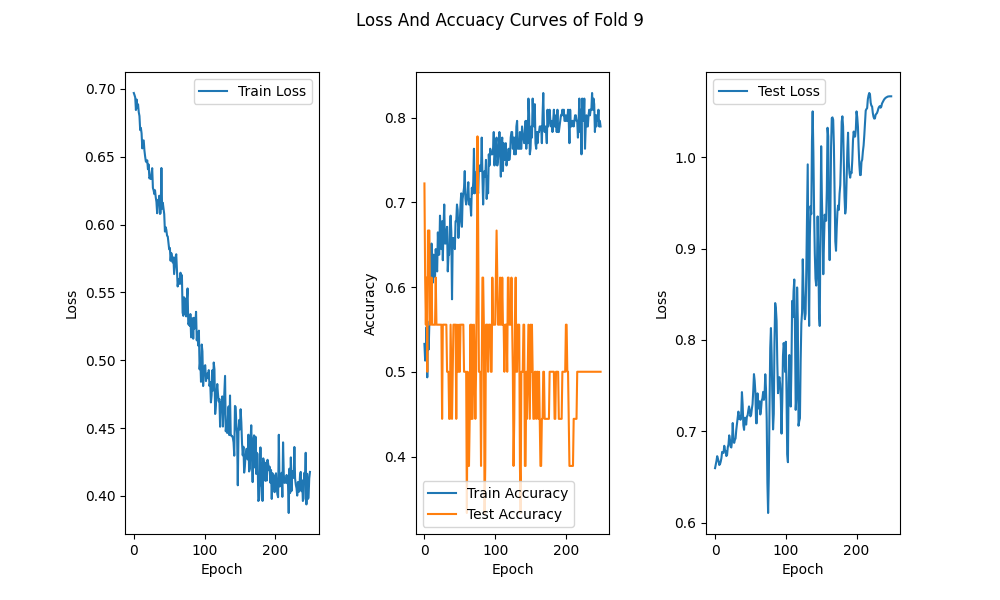 Loss And Accuacy Curves of Fold 9
0.70
0.65
0.60
0.55
0.50
0.45
0.40
Loss
0
100
200
Epoch
Train Loss
0.8
0.7
0.6
0.5
0.4
Accuracy
0
100
200
Epoch
Train Accuracy
Test Accuracy
1.0
0.9
0.8
0.7
0.6
Loss
0
100
200
Epoch
Test Loss